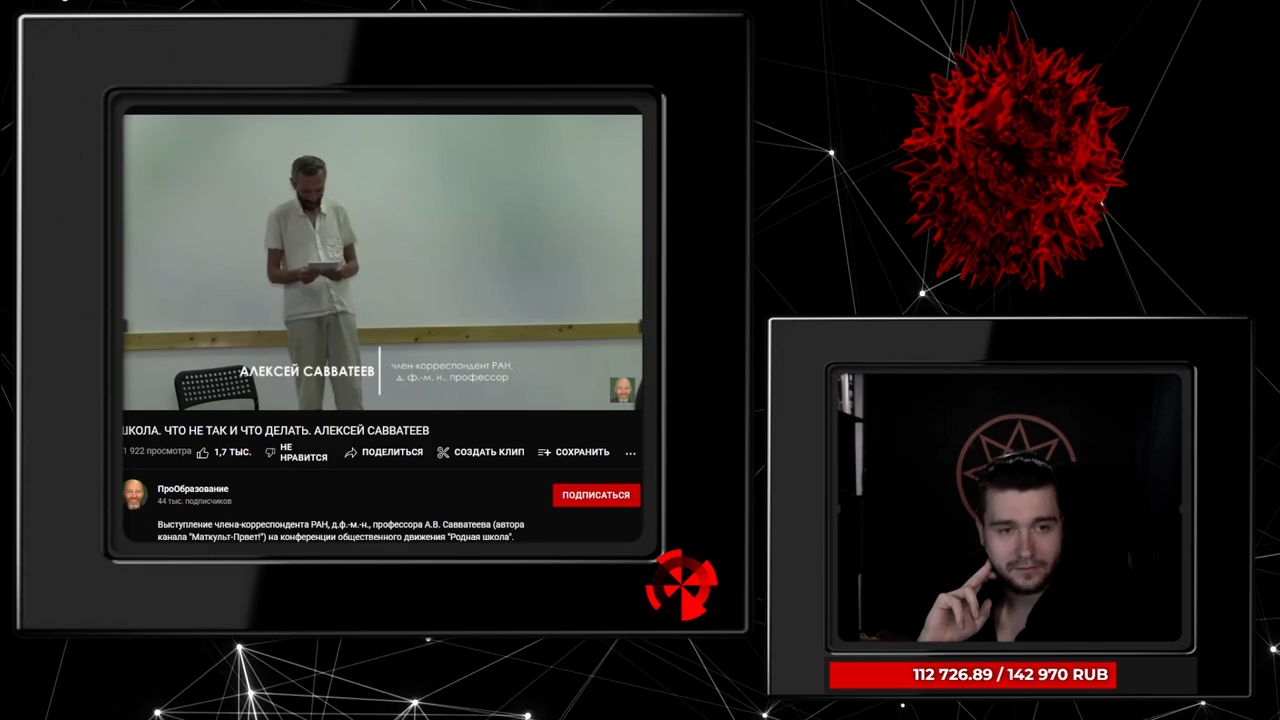 АЛЕКСЕЙ САВВАТЕЕВ
член-корреспондент РАН,
д. ф.-м. н., профессор
ШКОЛА. ЧТО НЕ ТАК И ЧТО ДЕЛАТЬ. АЛЕКСЕЙ САВВАТЕЕВ
1 922 просмотра
1,7 ТЫС.
НЕ
НРАВИТСЯ
ПОДЕЛИТЬСЯ
СОЗДАТЬ КЛИП
СОХРАНИТЬ
ПроОбразование
44 тыс. подписчиков
ПОДПИСАТЬСЯ
Выступление члена-корреспондента РАН, д.ф.-м.-н., профессора А.В. Савватеева (автора
канала "Маткульт-Првет!") на конференции общественного движения "Родная школа".
112 726.89 / 142 970 RUB